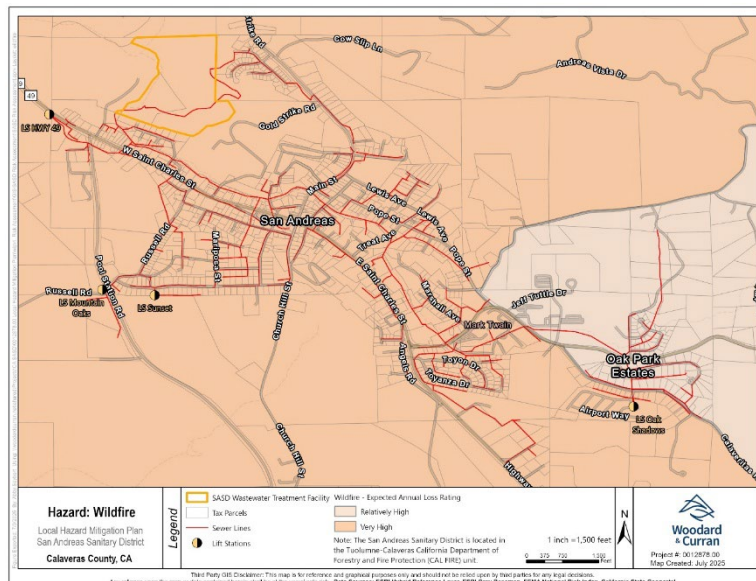 Strike Rd
Cow Slip Ln
Andreas Vista Dr
49
LS HWY 49
Gold Strike Rd
W Saint Charles St
Main St
Lewis Ave
San Andreas
Pope St
Lewis Ave
Treat Ave
Pope St
Russell Rd
Mariposa St
E Saint Charles St
Jeff Tuttle Dr
Pool Station Rd
Russell Rd
LS Mountain
Oaks
LS Sunset
Church Hill St
Marshall Ave
Mark Twain
Toyon Dr
Toyanza Dr
Oak Park
Estates
Angels Rd
Airport Way
LS Oak
Shadows
Church Hill St
Highway
Calaveritas
Hazard: Wildfire
Local Hazard Mitigation Plan
San Andreas Sanitary District
Calaveras County, CA
Legend
SASD Wastewater Treatment Facility
Tax Parcels
Sewer Lines
Lift Stations
Wildfire - Expected Annual Loss Rating
Relatively High
Very High
Note: The San Andreas Sanitary District is located in
the Tuolumne-Calaveras California Department of
Forestry and Fire Protection (CAL FIRE) unit.
1 inch = 1,500 feet
N
0 375 750 1,500
Feet
Woodard
& Curran
Project #: 0012878.00
Map Created: July 2025
Third Party GIS Disclaimer: This map is for reference and graphical purposes only and should not be relied upon by third parties for any legal decisions.